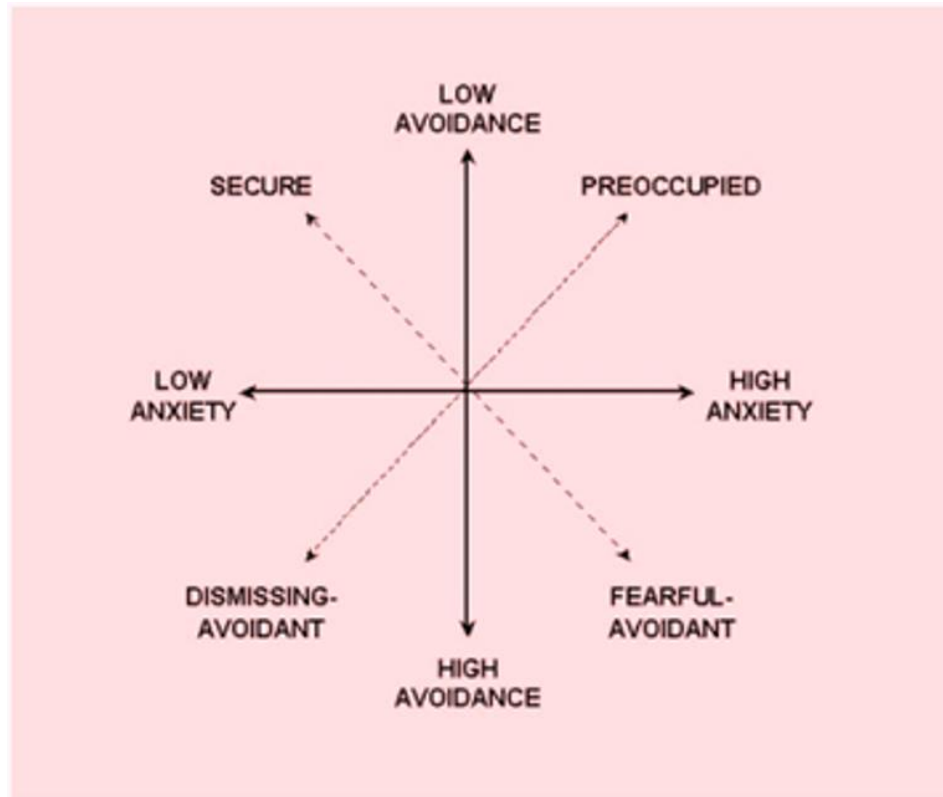 LOW
AVOIDANCE
SECURE
PREOCCUPIED
LOW
ANXIETY
HIGH
ANXIETY
DISMISSING-
AVOIDANT
FEARFUL-
AVOIDANT
HIGH
AVOIDANCE